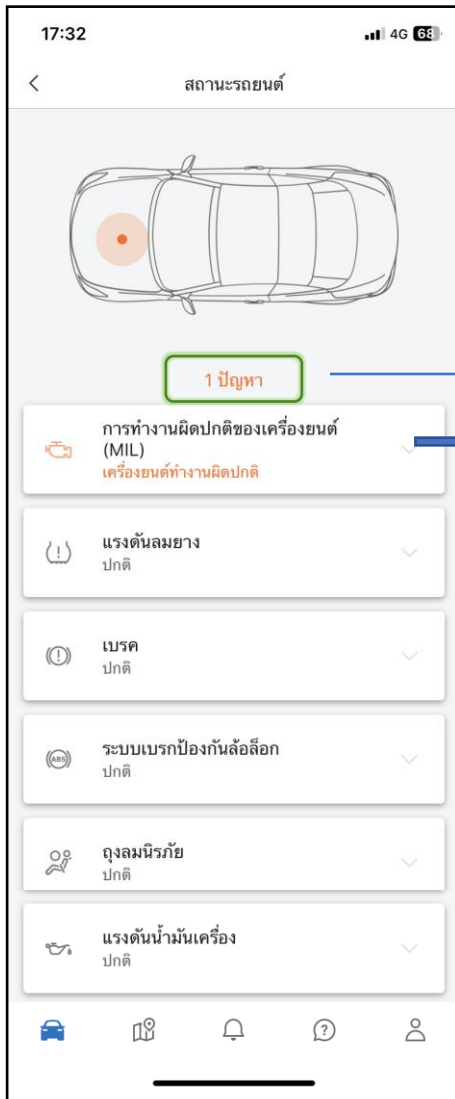 17:32
4G 68
สถานะรถยนต์
1 ปัญหา
การทำงานผิดปกติของเครื่องยนต์
(MIL)
เครื่องยนต์ทำงานผิดปกติ
แรงดันลมยาง
ปกติ
เบรค
ปกติ
ABS
ระบบเบรกป้องกันล้อล็อก
ปกติ
ถุงลมนิรภัย
ปกติ
แรงดันน้ำมันเครื่อง
ปกติ